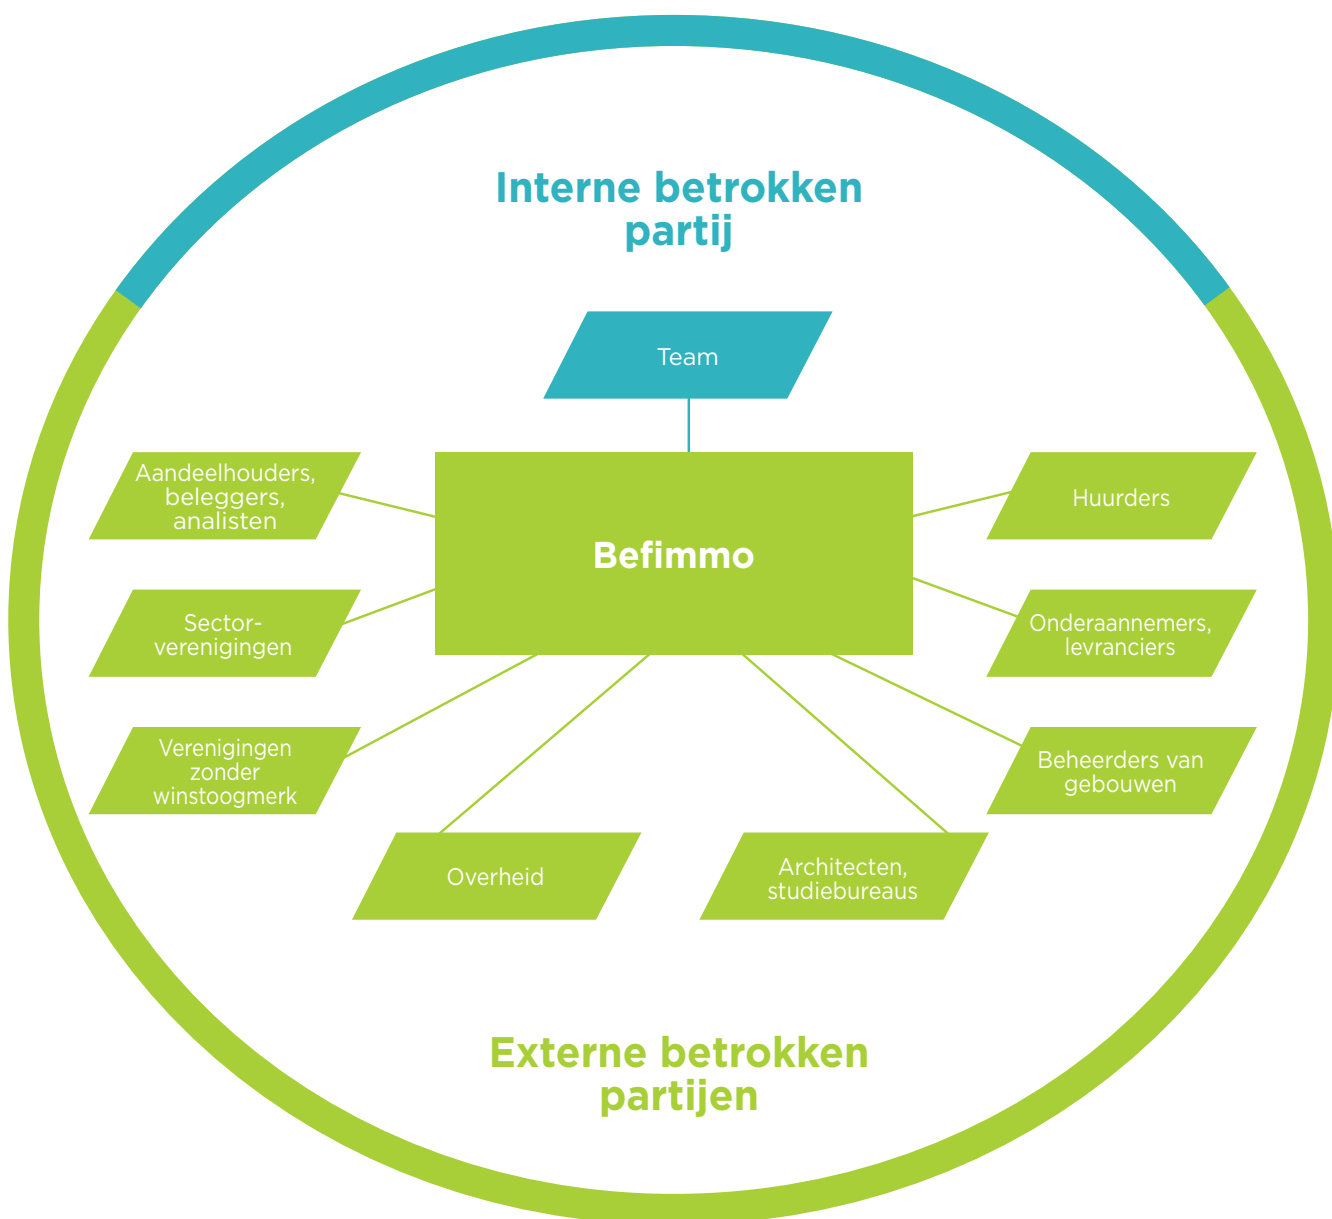 Interne betrokken
partij
Team
Aandeelhouders,
beleggers,
analisten
Befimmo
Huurders
Sector-
verenigingen
Onderaannemers,
levranciers
Verenigingen
zonder
winstoogmerk
Beheerders van
gebouwen
Overheid
Architecten,
studiebureaus
Externe betrokken
partijen